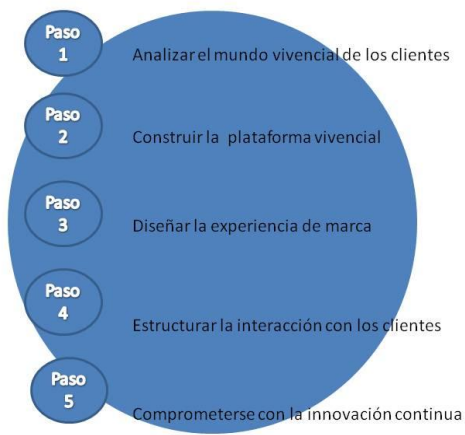 Paso
1
Analizar el mundo vivencial de los clientes
Paso
2
Construir la plataforma vivencial
Paso
3
Diseñar la experiencia de marca
Paso
4
Estructurar la interacción con los clientes
Paso
5
Comprometerse con la innovación continua